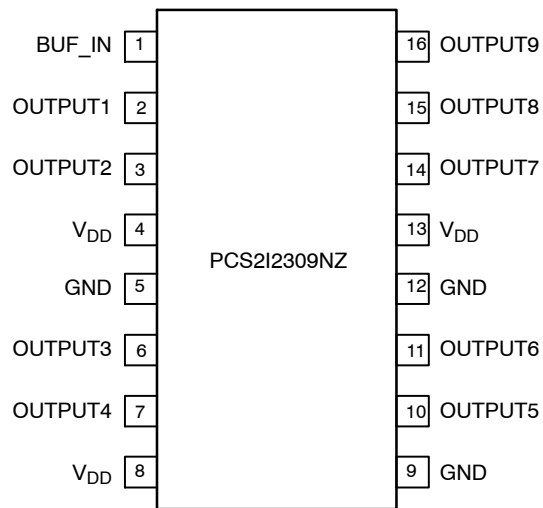 BUF_IN 1 16 OUTPUT9
OUTPUT1 2 15 OUTPUT8
OUTPUT2 3 14 OUTPUT7
VDD 4 13 VDD
PCS2I2309NZ
GND 5 12 GND
OUTPUT3 6 11 OUTPUT6
OUTPUT4 7 10 OUTPUT5
VDD 8 9 GND